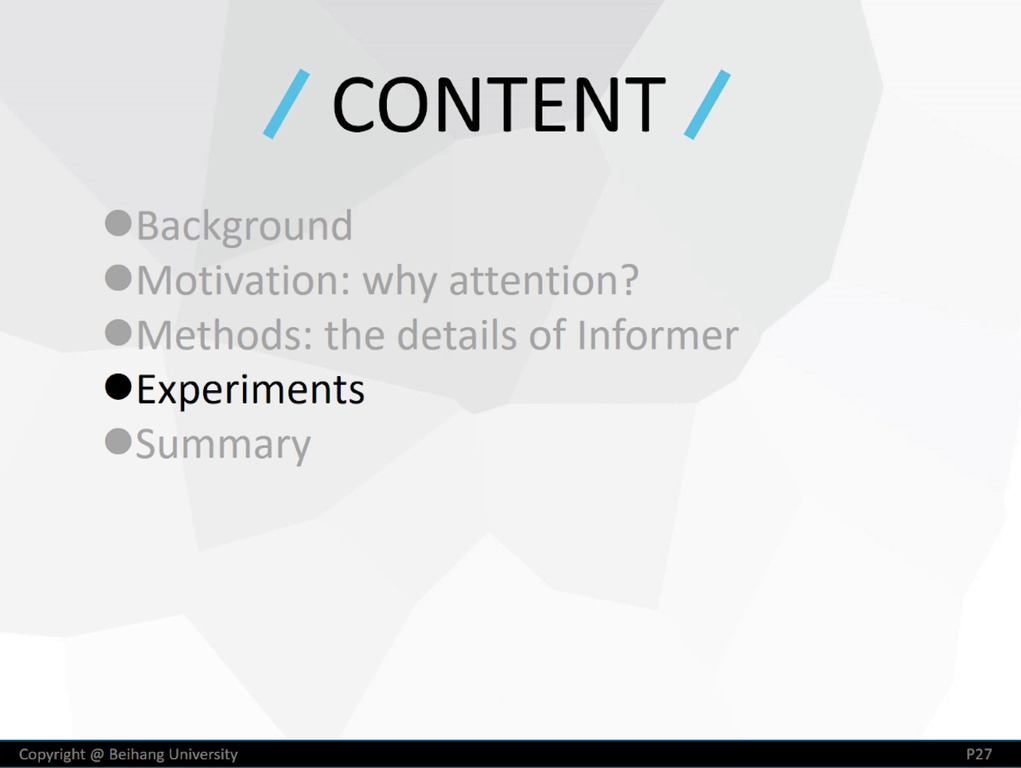 / CONTENT /
●Background
●Motivation: why attention?
●Methods: the details of Informer
●Experiments
●Summary
Copyright @ Beihang University
P27